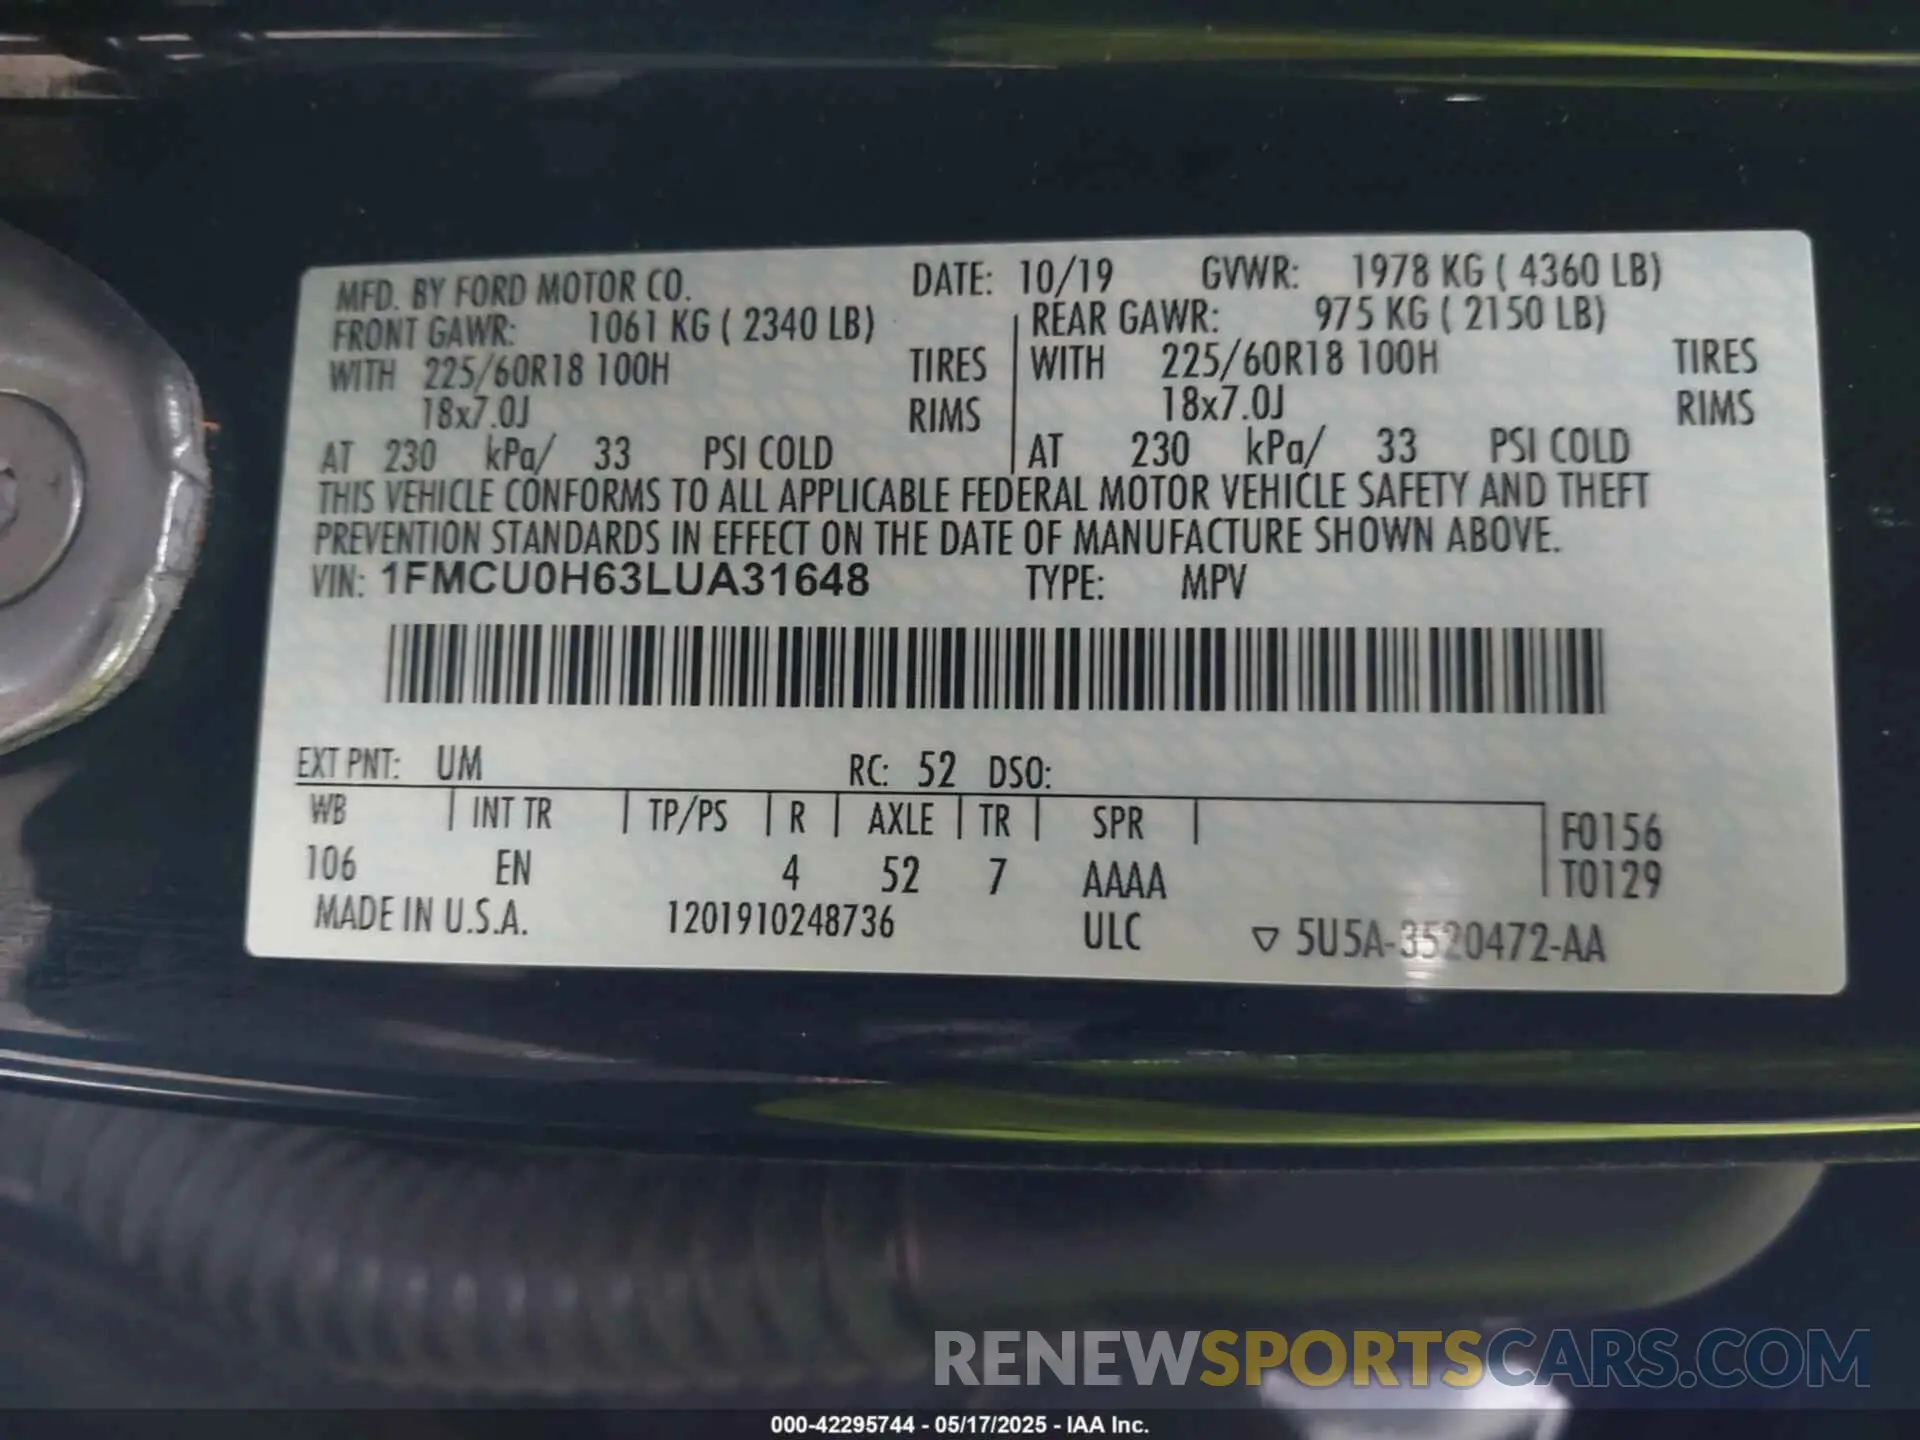 MFD. BY FORD MOTOR CO. DATE: 10/19 GVWR: 1978 KG ( 4360 LB)
FRONT GAWR: 1061 KG ( 2340 LB) REAR GAWR: 975 KG ( 2150 LB)
WITH 225/60R18 100H TIRES WITH 225/60R18 100H TIRES
18x7.0J RIMS 18x7.0J RIMS
AT 230 kPa/ 33 PSI COLD AT 230 kPa/ 33 PSI COLD
THIS VEHICLE CONFORMS TO ALL APPLICABLE FEDERAL MOTOR VEHICLE SAFETY AND THEFT
PREVENTION STANDARDS IN EFFECT ON THE DATE OF MANUFACTURE SHOWN ABOVE.
VIN: 1FMCU0H63LUA31648 TYPE: MPV
EXT PNT: UM RC: 52 DSO:
WB INT TR TP/PS R AXLE TR SPR F0156
106 EN 4 52 7 AAAA T0129
MADE IN U.S.A. 1201910248736 ULC ▽ 5U5A-3520472-AA
RENEWSPORTSCARS.COM
000-42295744 - 05/17/2025 - IAA Inc.